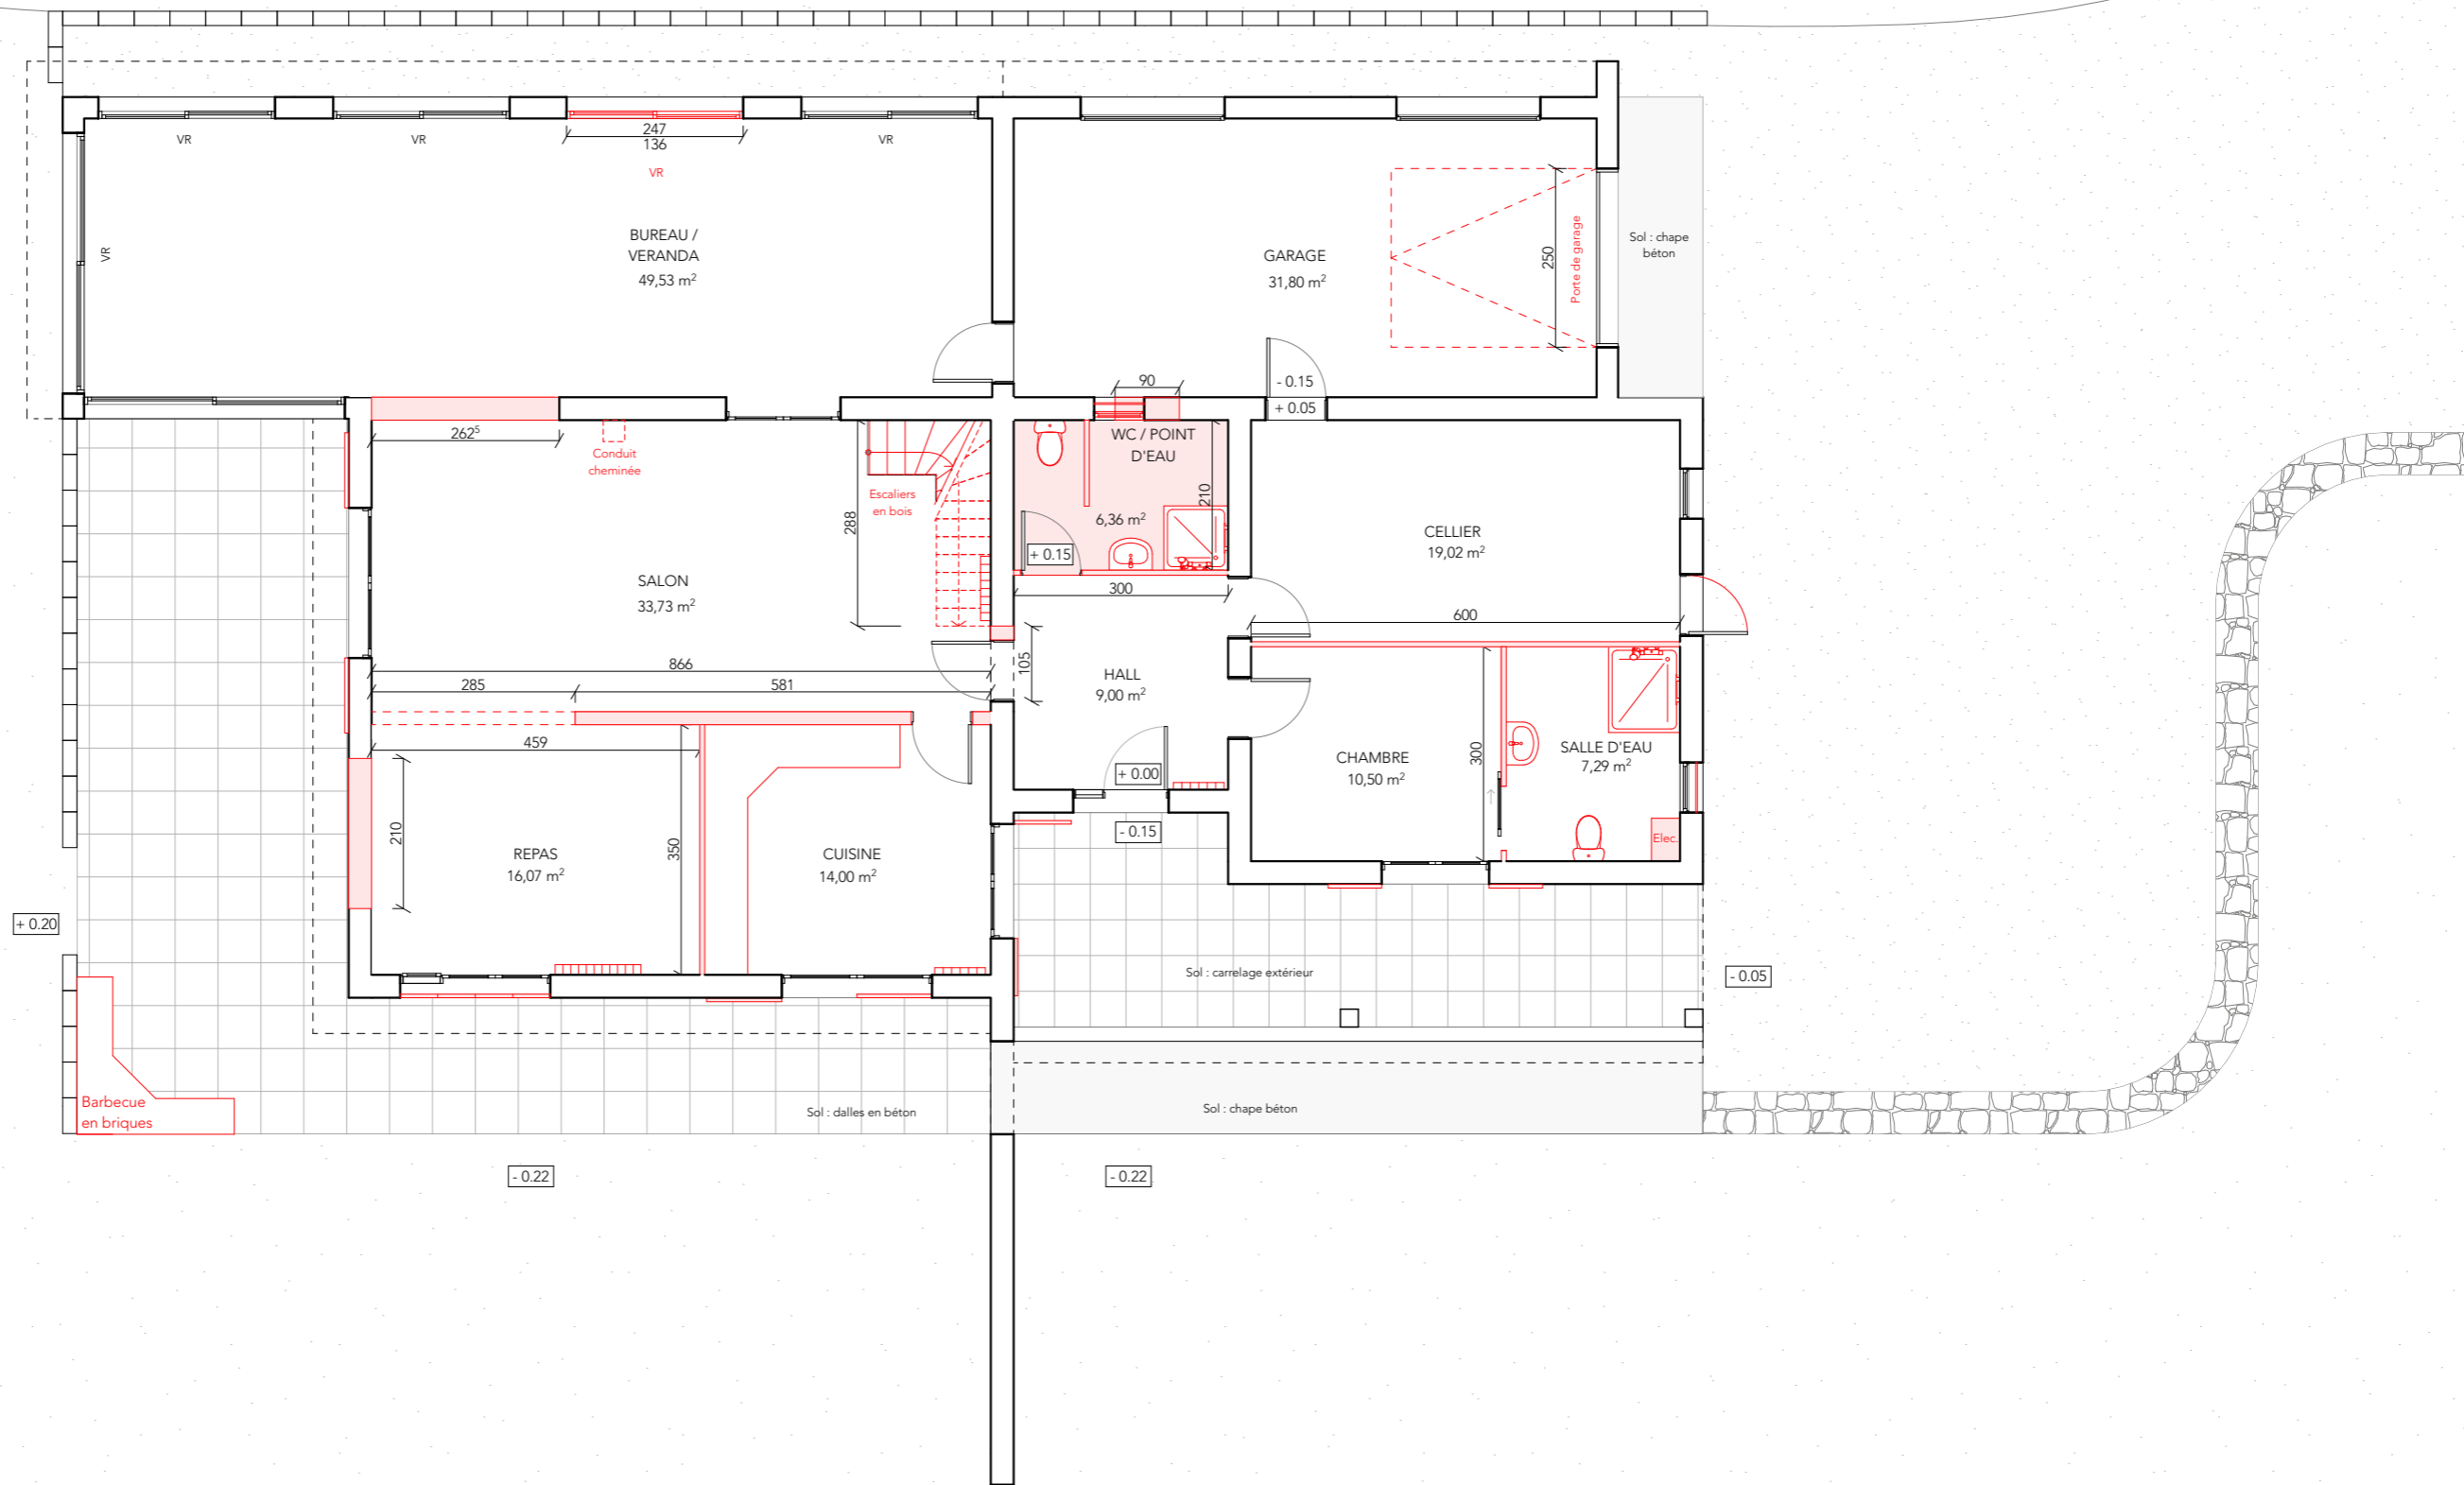 247
136
VR
VR
VR
VR
VR
BUREAU /
VERANDA
49,53 m²
GARAGE
31,80 m²
250
Porte de garage
Sol : chape
béton
90
- 0.15
+ 0.05
262⁵
Conduit
cheminée
Escaliers
en bois
288
WC / POINT
D'EAU
210
6,36 m²
+ 0.15
300
CELLIER
19,02 m²
600
SALON
33,73 m²
866
285
581
105
HALL
9,00 m²
459
CHAMBRE
10,50 m²
300
SALLE D'EAU
7,29 m²
Elec.
+ 0.00
- 0.15
210
REPAS
16,07 m²
350
CUISINE
14,00 m²
+ 0.20
Sol : carrelage extérieur
- 0.05
Barbecue
en briques
Sol : dalles en béton
Sol : chape béton
- 0.22
- 0.22